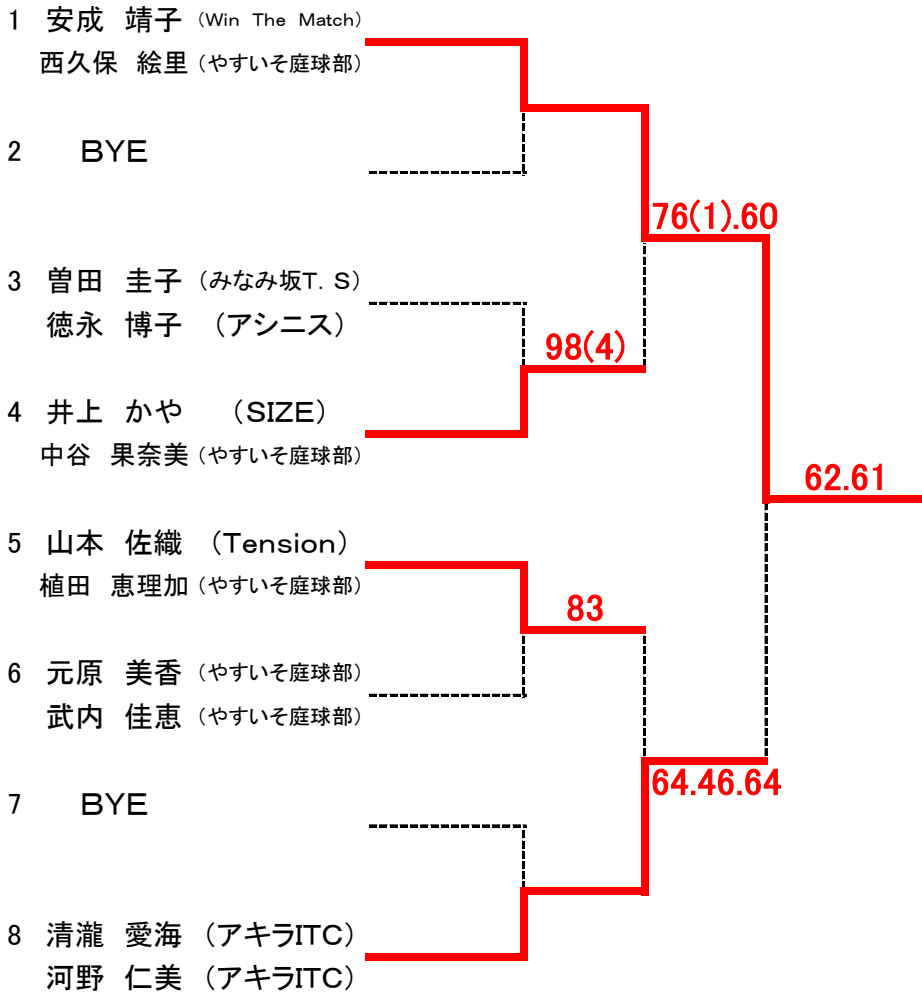 1 安成 靖子 (Win The Match)
西久保 絵里 (やすいそ庭球部)
2 BYE
76(1).60
3 曽田 圭子 (みなみ坂T.S)
徳永 博子 (アシニス)
98(4)
4 井上 かや (SIZE)
中谷 果奈美 (やすいそ庭球部)
62.61
5 山本 佐織 (Tension)
植田 恵理加 (やすいそ庭球部)
83
6 元原 美香 (やすいそ庭球部)
武内 佳恵 (やすいそ庭球部)
64.46.64
7 BYE
8 清瀧 愛海 (アキラITC)
河野 仁美 (アキラITC)